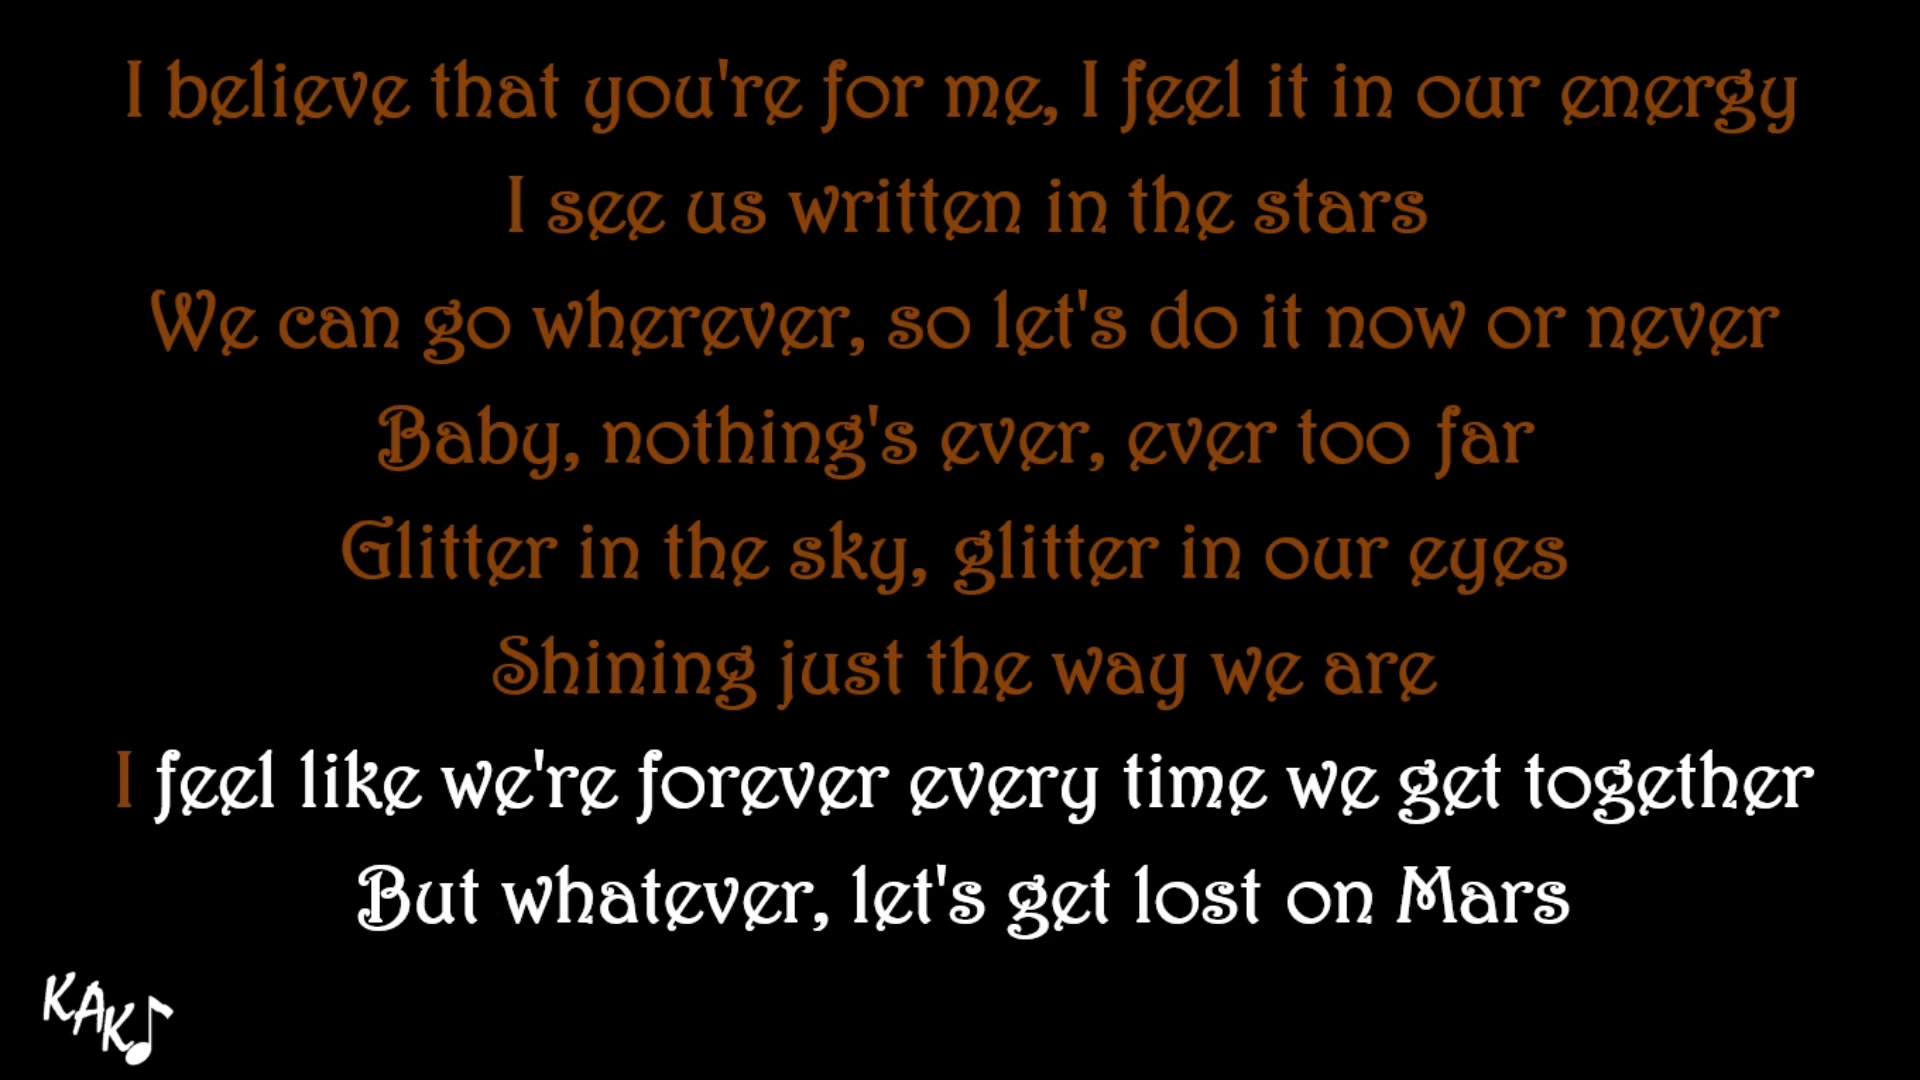 I believe that you're for me, I feel it in our energy
I see us written in the stars
We can go wherever, so let's do it now or never
Baby, nothing's ever, ever too far
Glitter in the sky, glitter in our eyes
Shining just the way we are
I feel like we're forever every time we get together
But whatever, let's get lost on Mars
KAK